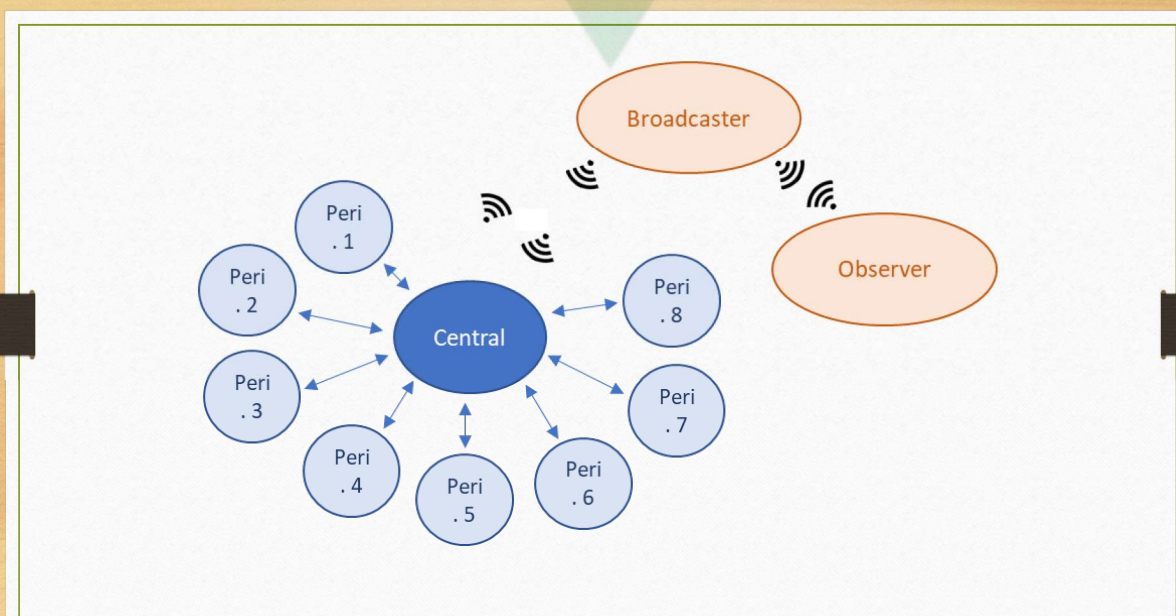 Broadcaster
Observer
Peri
. 1
Peri
. 2
Peri
. 3
Peri
. 4
Peri
. 5
Peri
. 6
Peri
. 7
Peri
. 8
Central